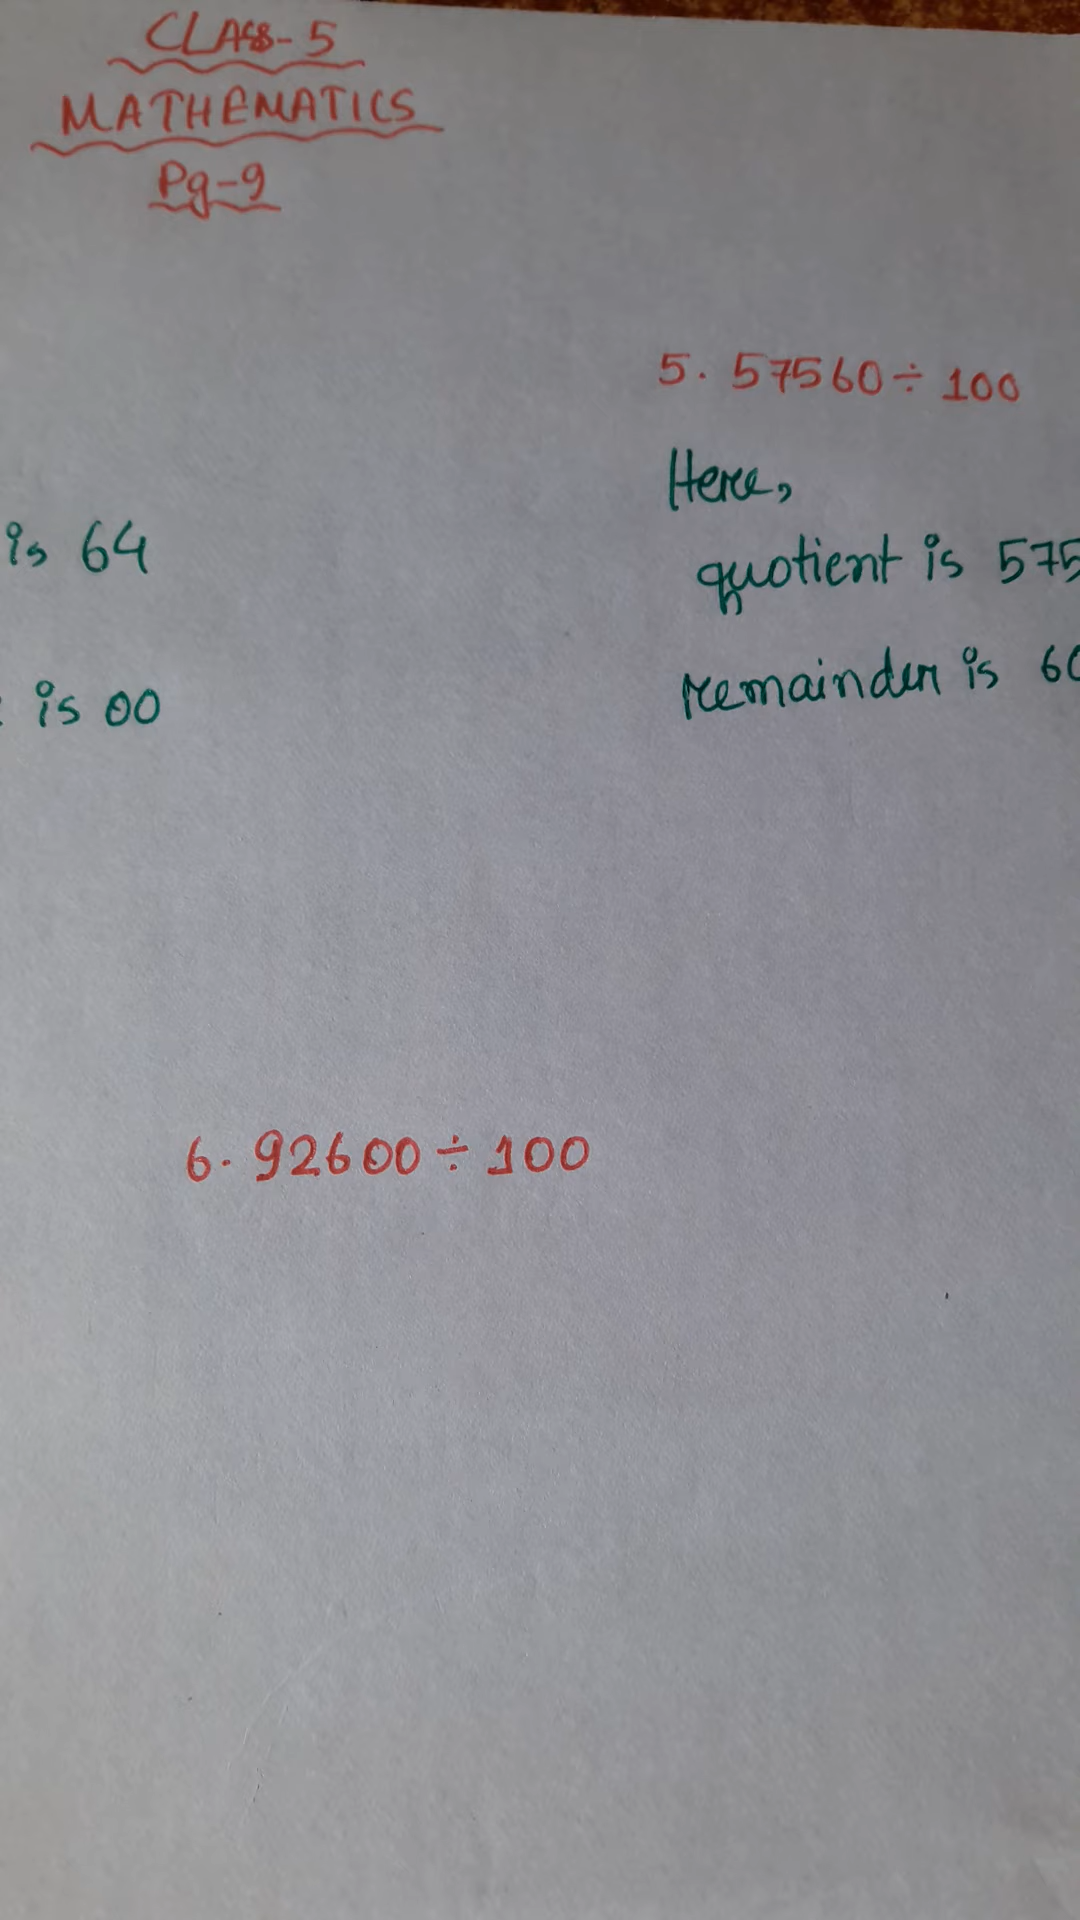 CLASS-5
MATHEMATICS
Pg-9
is 64
is 00
5. 57560 ÷ 100
Here,
quotient is 575
remainder is 60
6. 92600 ÷ 100